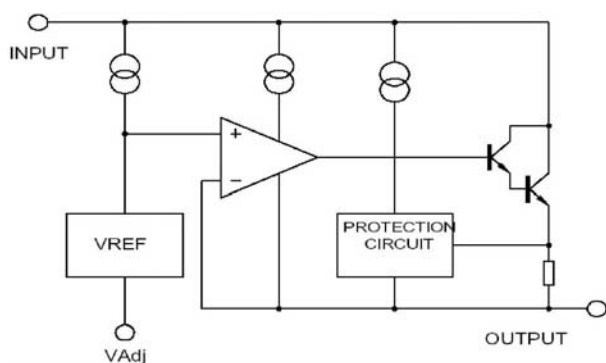 INPUT
+
−
VREF
PROTECTION
CIRCUIT
VAdj
OUTPUT